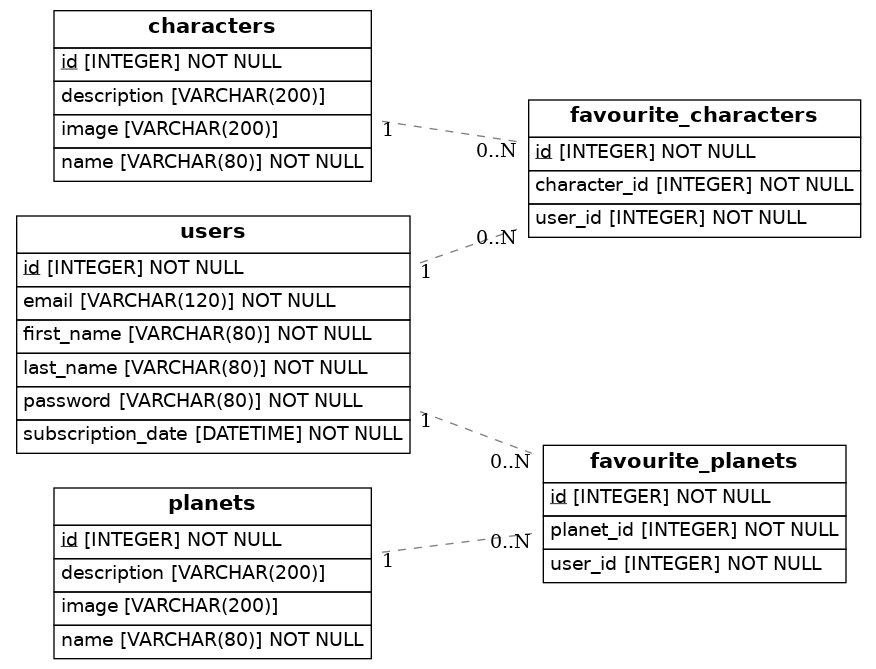 characters
id [INTEGER] NOT NULL
description [VARCHAR(200)]
image [VARCHAR(200)]
name [VARCHAR(80)] NOT NULL
1
0..N
favourite_characters
id [INTEGER] NOT NULL
character_id [INTEGER] NOT NULL
user_id [INTEGER] NOT NULL
users
id [INTEGER] NOT NULL
email [VARCHAR(120)] NOT NULL
first_name [VARCHAR(80)] NOT NULL
last_name [VARCHAR(80)] NOT NULL
password [VARCHAR(80)] NOT NULL
subscription_date [DATETIME] NOT NULL
0..N
1
1
0..N
favourite_planets
id [INTEGER] NOT NULL
planet_id [INTEGER] NOT NULL
user_id [INTEGER] NOT NULL
planets
id [INTEGER] NOT NULL
description [VARCHAR(200)]
image [VARCHAR(200)]
name [VARCHAR(80)] NOT NULL
0..N
1